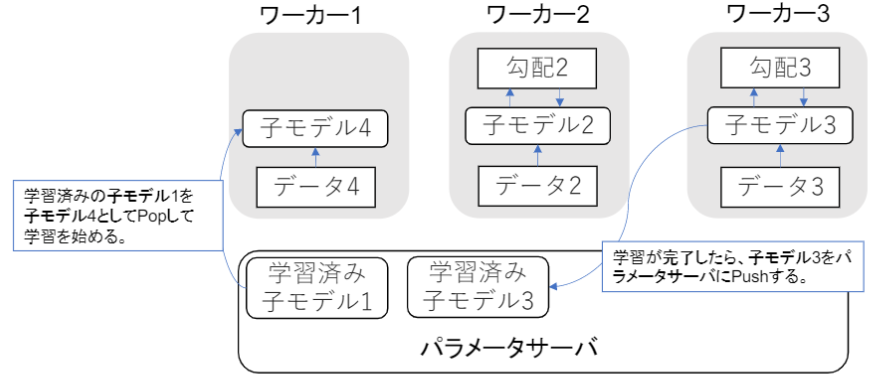 ワーカー1
ワーカー2
ワーカー3
勾配2
勾配3
子モデル4
子モデル2
子モデル3
データ4
データ2
データ3
学習済みの子モデル1を
子モデル4としてPopして
学習を始める。
学習が完了したら、子モデル3をパ
ラメータサーバにPushする。
学習済み
子モデル1
学習済み
子モデル3
パラメータサーバ